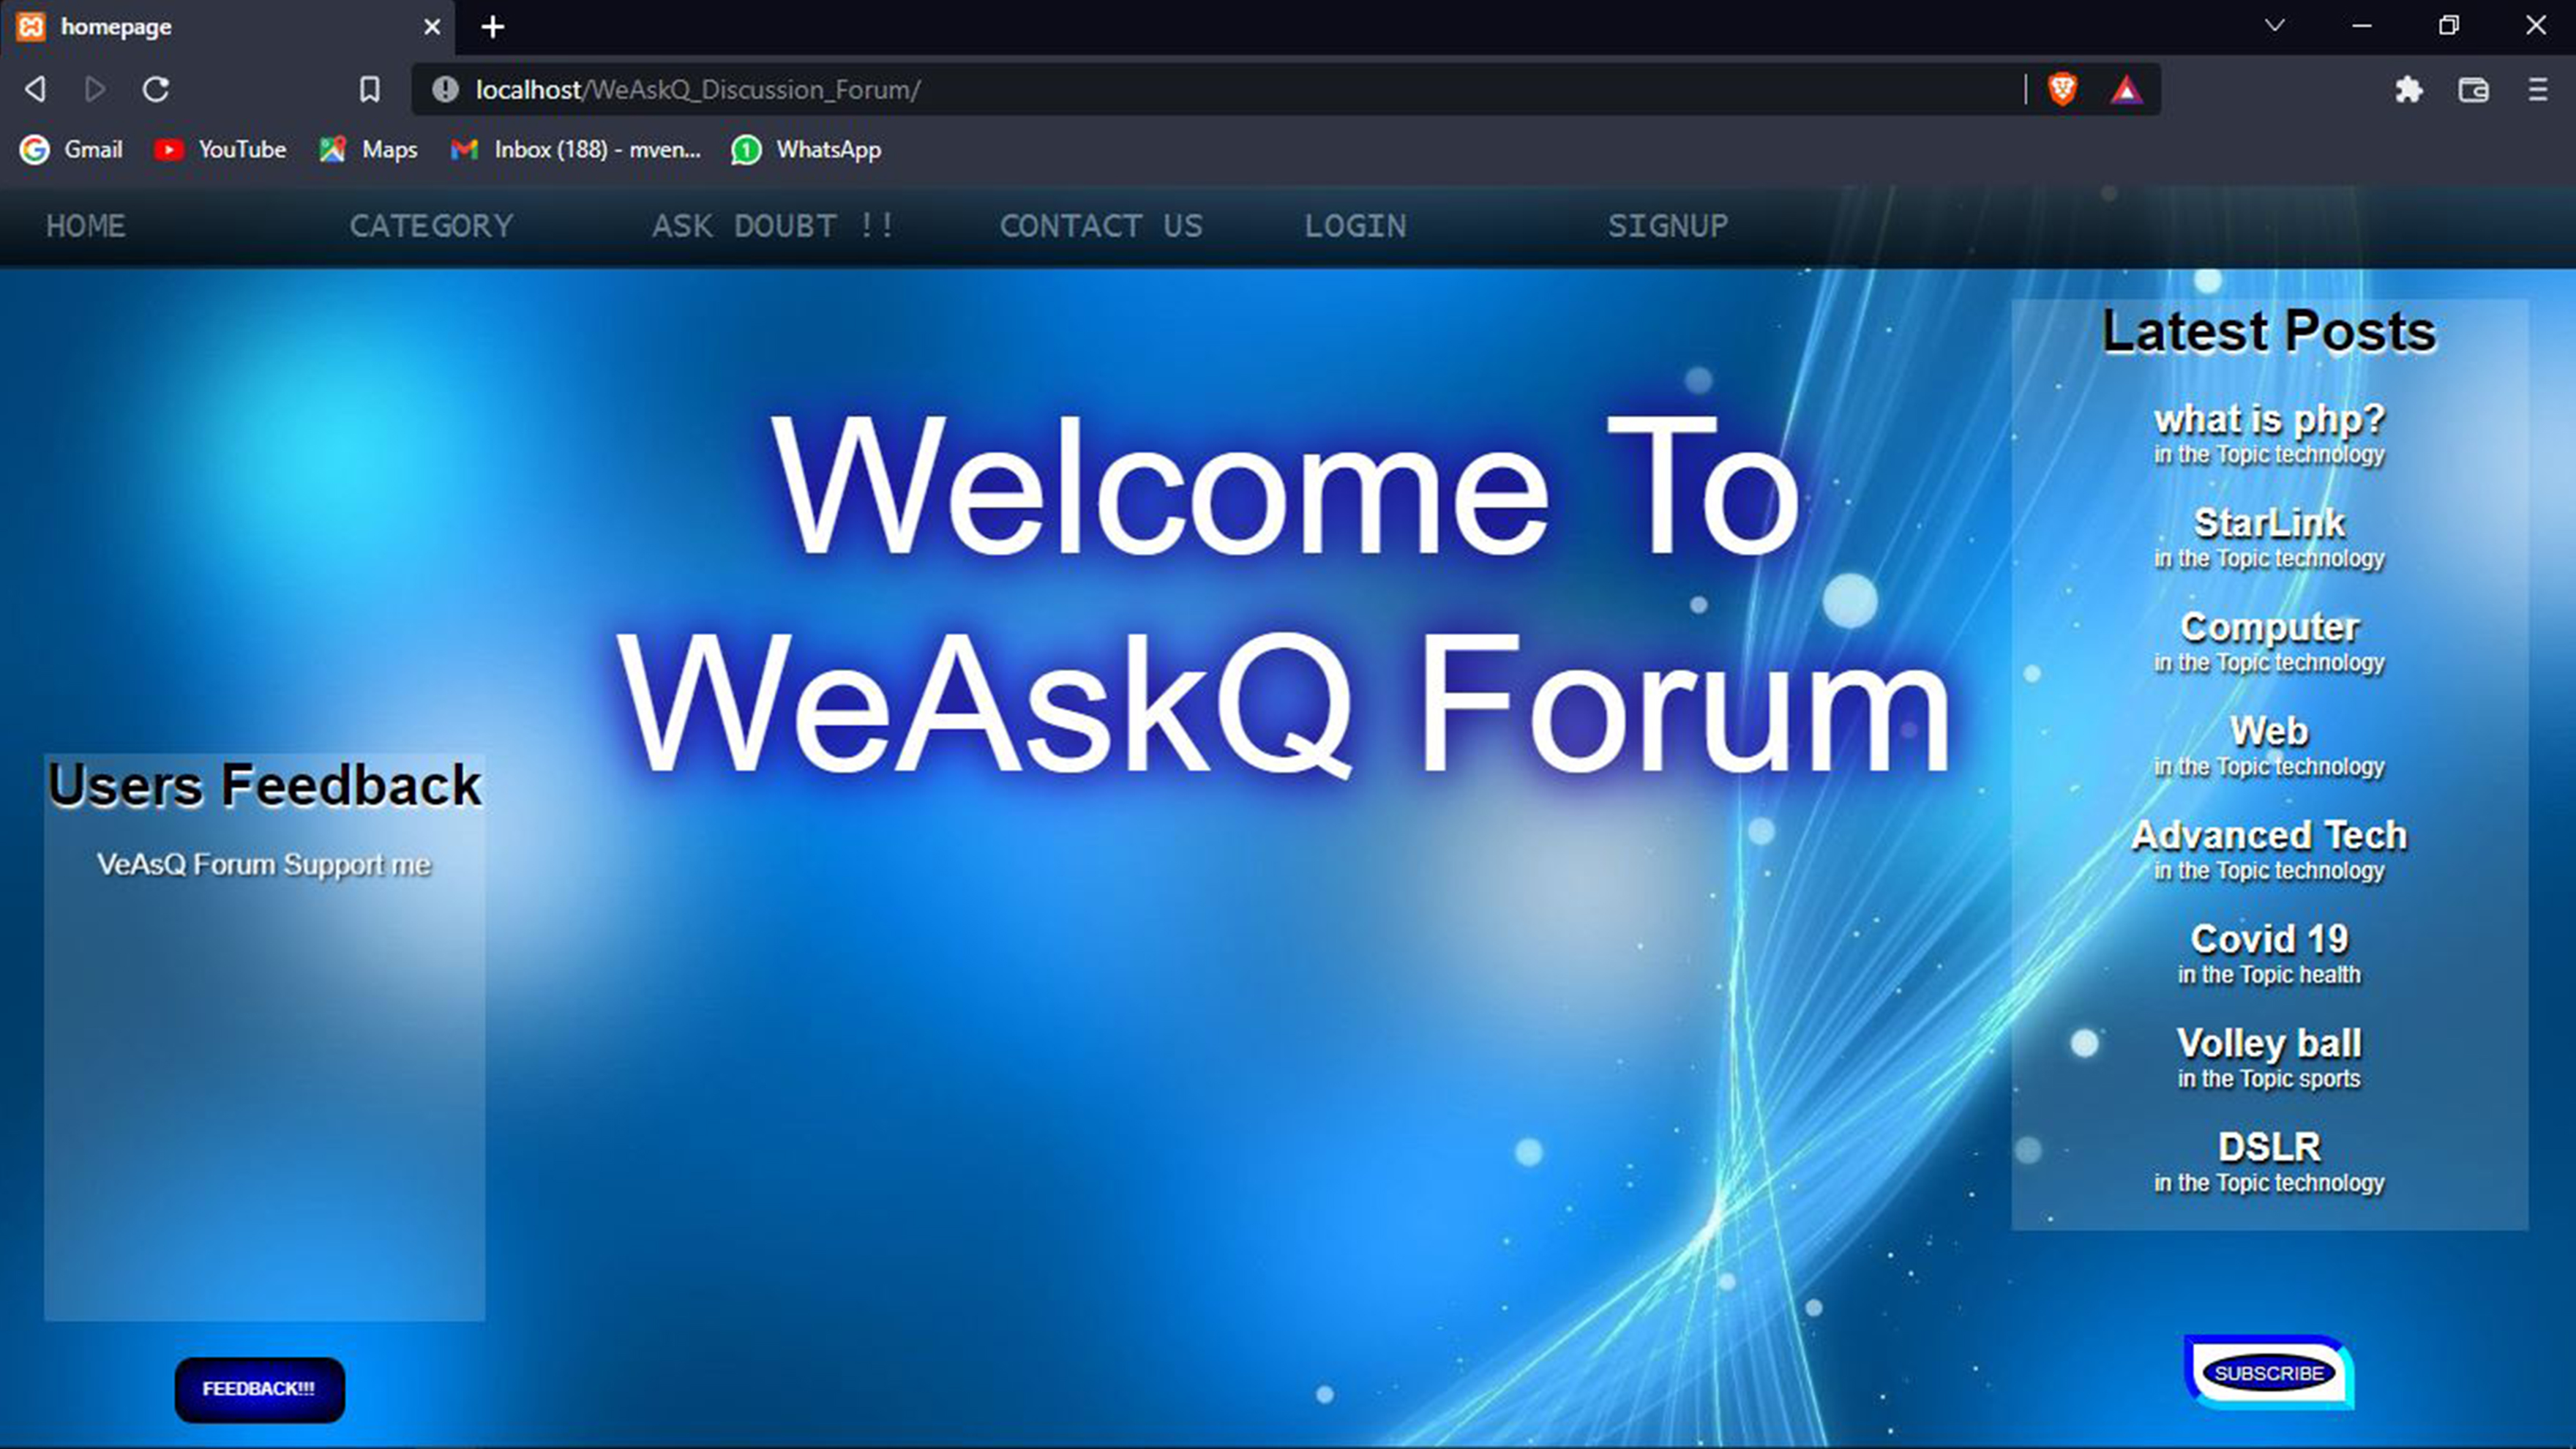 homepage
localhost/WeAskQ_Discussion_Forum/
Gmail YouTube Maps Inbox (188) - mven... 1 WhatsApp
HOME CATEGORY ASK DOUBT !! CONTACT US LOGIN SIGNUP
Welcome To
WeAskQ Forum
Users Feedback
VeAsQ Forum Support me
FEEDBACK!!!
Latest Posts
what is php?
in the Topic technology
StarLink
in the Topic technology
Computer
in the Topic technology
Web
in the Topic technology
Advanced Tech
in the Topic technology
Covid 19
in the Topic health
Volley ball
in the Topic sports
DSLR
in the Topic technology
SUBSCRIBE